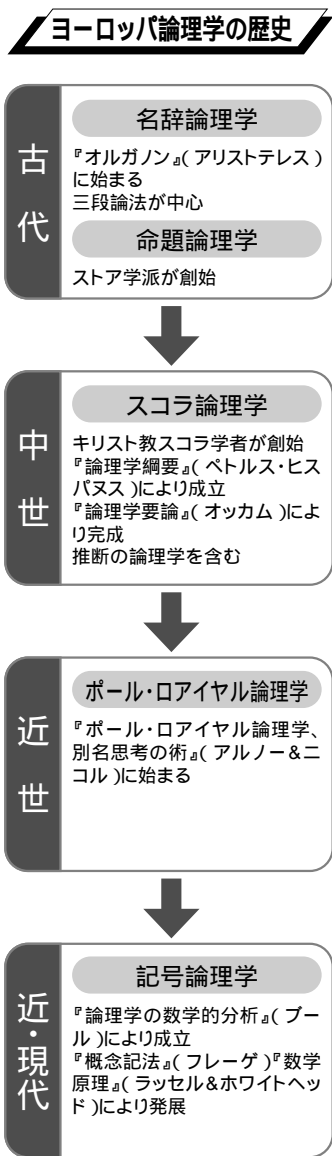 ヨーロッパ論理学の歴史
古代
名辞論理学
『オルガノン』(アリストテレス)
に始まる
三段論法が中心
命題論理学
ストア学派が創始
中世
スコラ論理学
キリスト教スコラ学者が創始
『論理学綱要』(ペトルス・ヒス
パヌス)により成立
『論理学要論』(オッカム)によ
り完成
推断の論理学を含む
近世
ポール・ロアイヤル論理学
『ポール・ロアイヤル論理学、
別名思考の術』(アルノー&ニ
コル)に始まる
近・現代
記号論理学
『論理学の数学的分析』(ブー
ル)により成立
『概念記法』(フレーゲ)『数学
原理』(ラッセル&ホワイトヘッ
ド)により発展